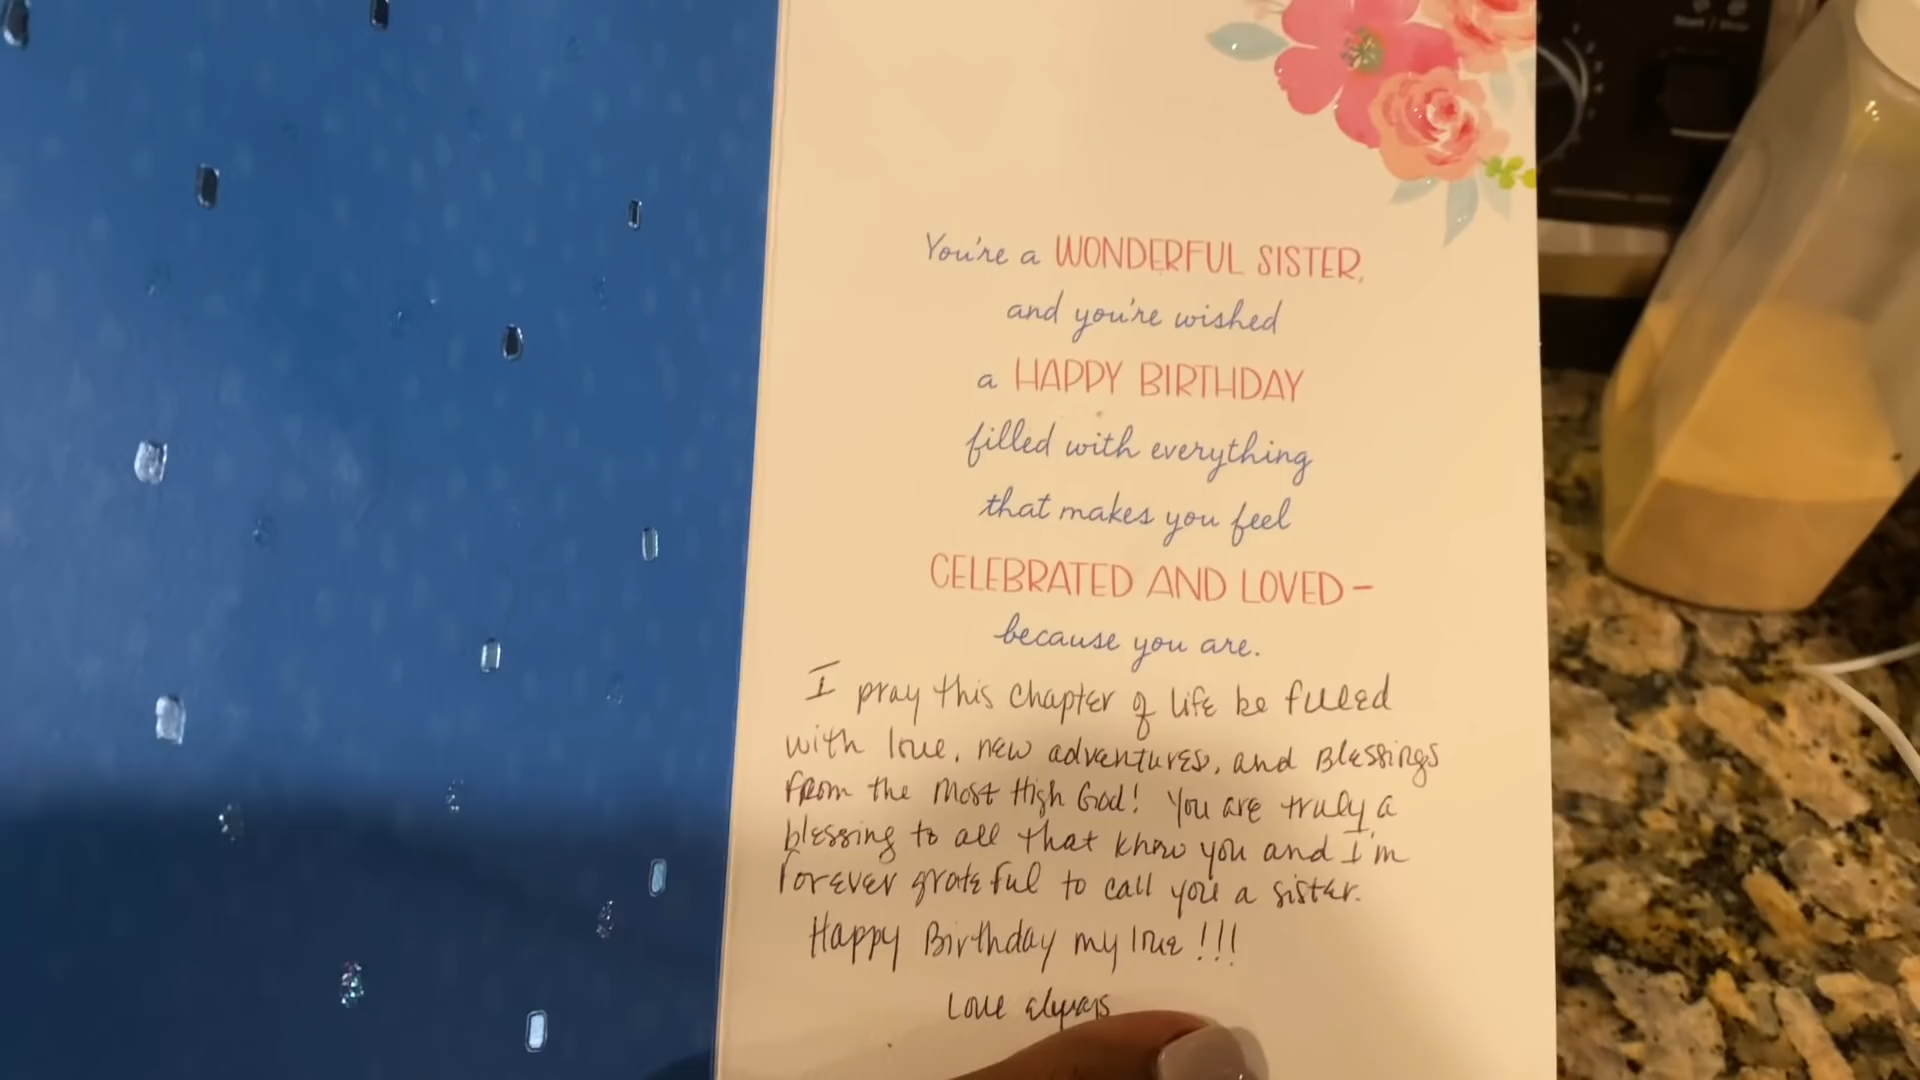 You're a WONDERFUL SISTER,
and you're wished
a HAPPY BIRTHDAY
filled with everything
that makes you feel
CELEBRATED AND LOVED–
because you are.
I pray this chapter of life be filled
with love, new adventures, and Blessings
from the Most High God! You are truly a
blessing to all that know you and I'm
forever grateful to call you a sister.
Happy Birthday my love!!!
Love always